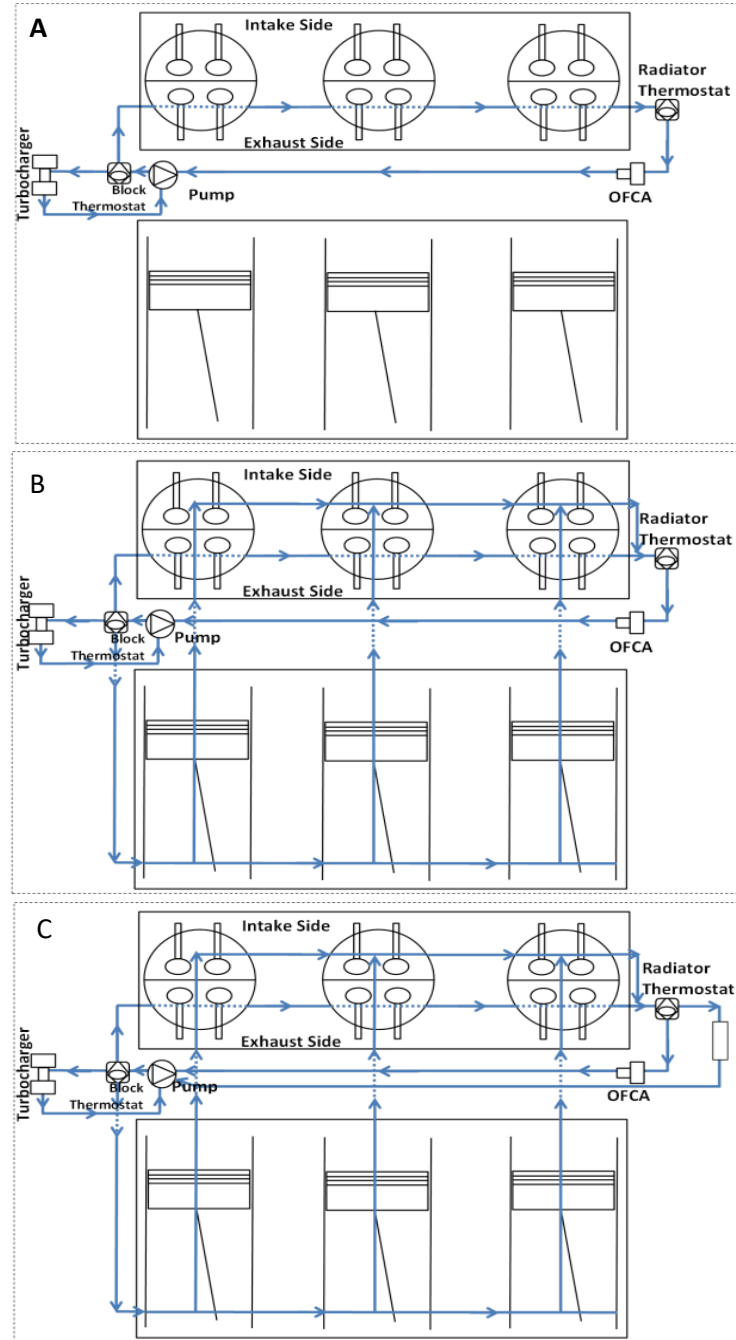 A
Intake Side
Radiator
Thermostat
Exhaust Side
Turbocharger
Block
Thermostat
Pump
OFCA
B
Intake Side
Radiator
Thermostat
Exhaust Side
Turbocharger
Block
Thermostat
Pump
OFCA
C
Intake Side
Radiator
Thermostat
Exhaust Side
Turbocharger
Block
Thermostat
Pump
OFCA